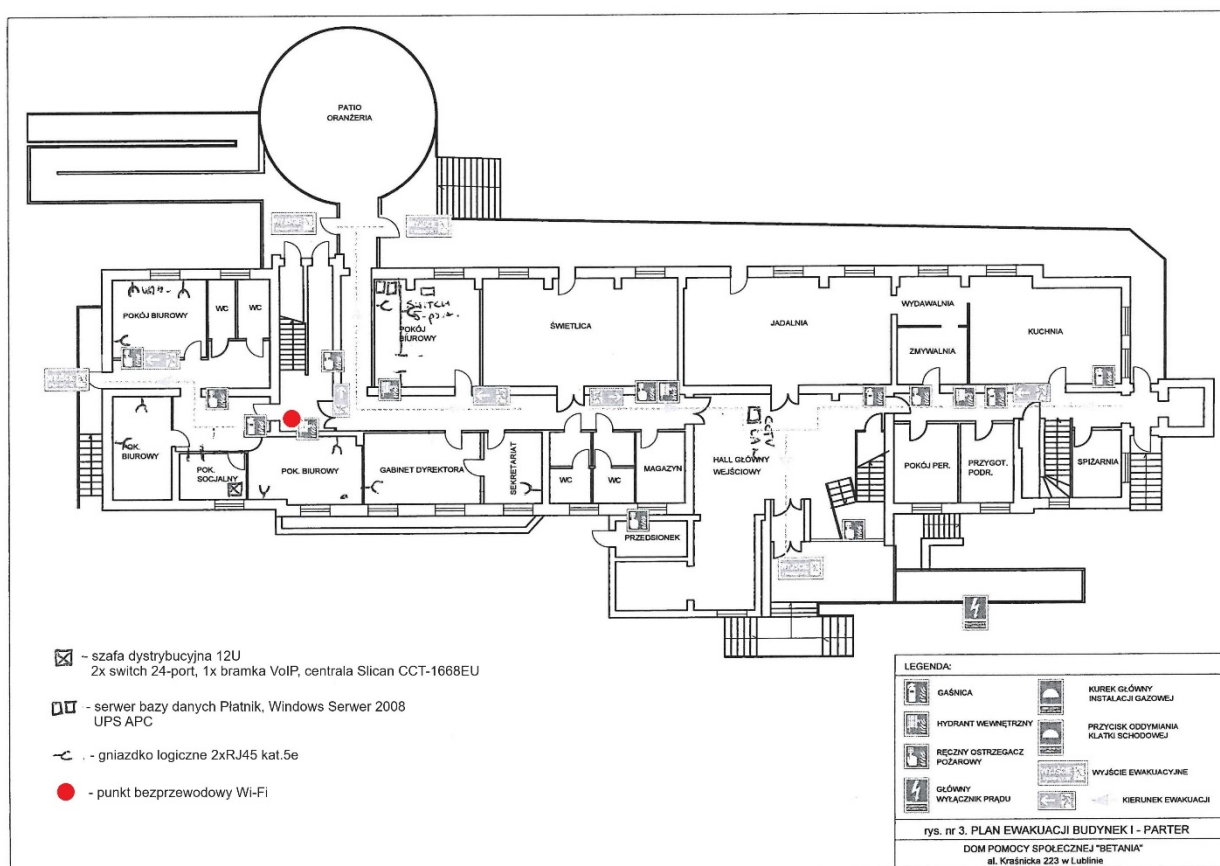 PATIO
ORANŻERIA
POKÓJ BIUROWY
WC
WC
SWITCH
5-port.
POKÓJ
BIUROWY
ŚWIETLICA
JADALNIA
WYDAWALNIA
ZMYWALNIA
KUCHNIA
POK.
BIUROWY
POK.
SOCJALNY
POK. BIUROWY
GABINET DYREKTORA
SEKRETARIAT
WC
WC
MAGAZYN
HALL GŁÓWNY
WEJŚCIOWY
CCTV
POKÓJ PER.
PRZYGOT.
PODR.
SPIŻARNIA
PRZEDSIONEK
- szafa dystrybucyjna 12U
2x switch 24-port, 1x bramka VoIP, centrala Slican CCT-1668EU
- serwer bazy danych Płatnik, Windows Serwer 2008
UPS APC
- gniazdko logiczne 2xRJ45 kat.5e
- punkt bezprzewodowy Wi-Fi
LEGENDA:
GAŚNICA
HYDRANT WEWNĘTRZNY
RĘCZNY OSTRZEGACZ
POŻAROWY
GŁÓWNY
WYŁĄCZNIK PRĄDU
KUREK GŁÓWNY
INSTALACJI GAZOWEJ
PRZYCISK ODDYMIANIA
KLATKI SCHODOWEJ
WYJŚCIE EWAKUACYJNE
KIERUNEK EWAKUACJI
rys. nr 3. PLAN EWAKUACJI BUDYNEK I - PARTER
DOM POMOCY SPOŁECZNEJ "BETANIA"
al. Kraśnicka 223 w Lublinie